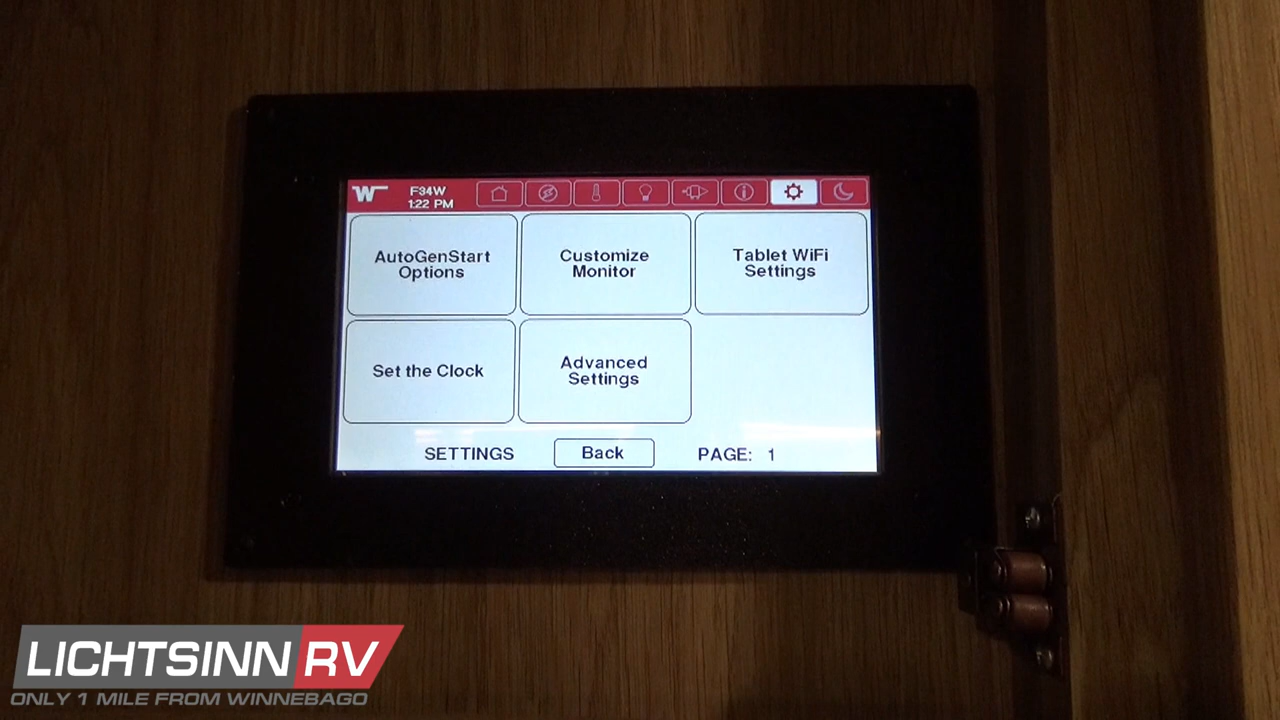 W
F34W
1:22 PM
AutoGenStart
Options
Customize
Monitor
Tablet WiFi
Settings
Set the Clock
Advanced
Settings
SETTINGS
Back
PAGE: 1
LICHTSINN RV
ONLY 1 MILE FROM WINNEBAGO